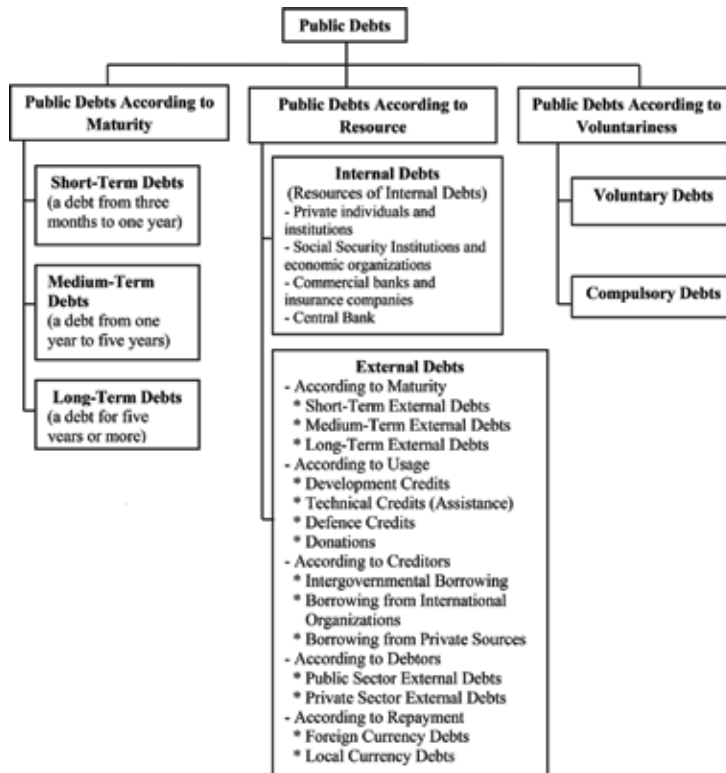 Public Debts
Public Debts According to
Maturity
Short-Term Debts
(a debt from three
months to one year)
Medium-Term
Debts
(a debt from one
year to five years)
Long-Term Debts
(a debt for five
years or more)
Public Debts According to
Resource
Internal Debts
(Resources of Internal Debts)
- Private individuals and
institutions
- Social Security Institutions and
economic organizations
- Commercial banks and
insurance companies
- Central Bank
External Debts
- According to Maturity
* Short-Term External Debts
* Medium-Term External Debts
* Long-Term External Debts
- According to Usage
* Development Credits
* Technical Credits (Assistance)
* Defence Credits
* Donations
- According to Creditors
* Intergovernmental Borrowing
* Borrowing from International
Organizations
* Borrowing from Private Sources
- According to Debtors
* Public Sector External Debts
* Private Sector External Debts
- According to Repayment
* Foreign Currency Debts
* Local Currency Debts
Public Debts According to
Voluntariness
Voluntary Debts
Compulsory Debts